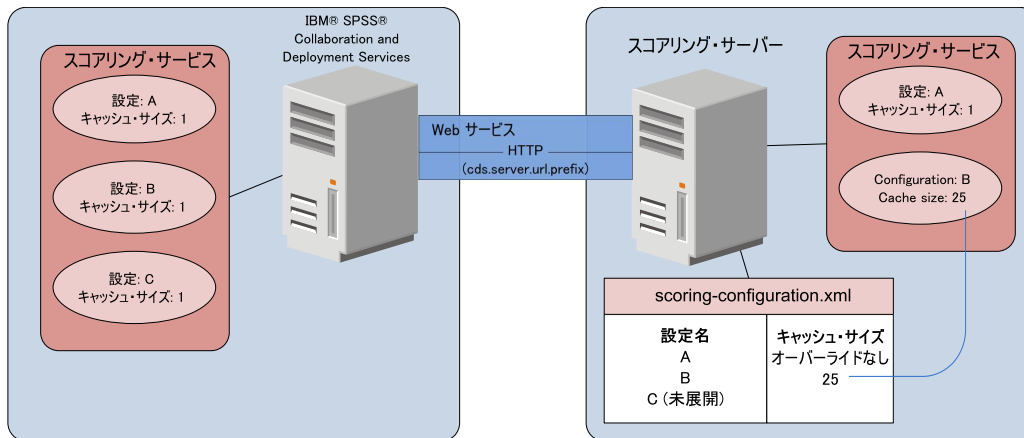 IBM® SPSS®
Collaboration and
Deployment Services
スコアリング・サービス
設定: A
キャッシュ・サイズ: 1
設定: B
キャッシュ・サイズ: 1
設定: C
キャッシュ・サイズ: 1
Web サービス
HTTP
(cds.server.url.prefix)
スコアリング・サーバー
スコアリング・サービス
設定: A
キャッシュ・サイズ: 1
Configuration: B
Cache size: 25
scoring-configuration.xml
設定名 キャッシュ・サイズ
A オーバーライドなし
B 25
C (未展開)